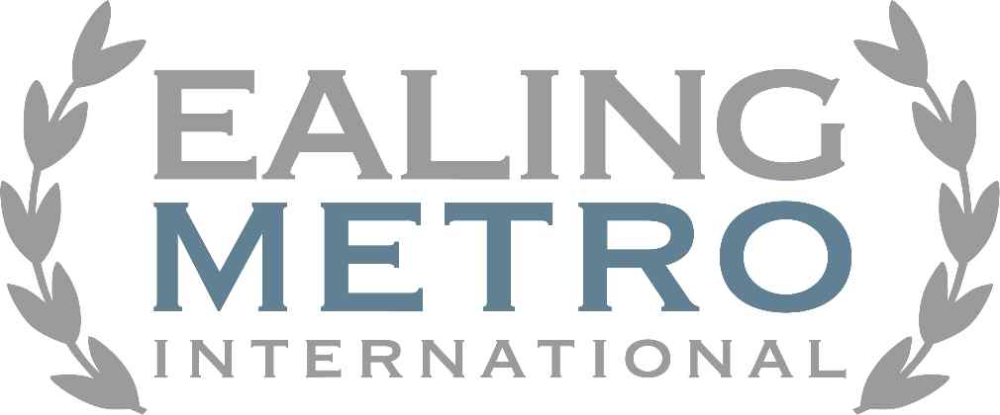 EALING
METRO
INTERNATIONAL